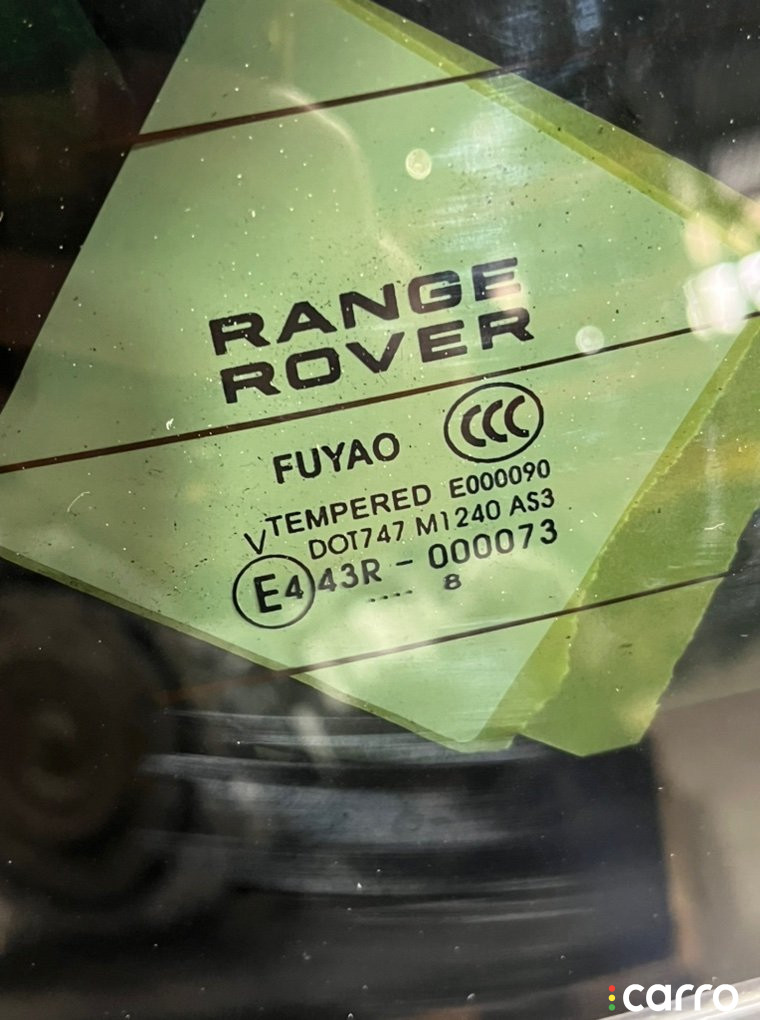 RANGE
ROVER
FUYAO CCC
TEMPERED E000090
V DOT747 M1240 AS3
E4 43R - 000073
.... 8
carro